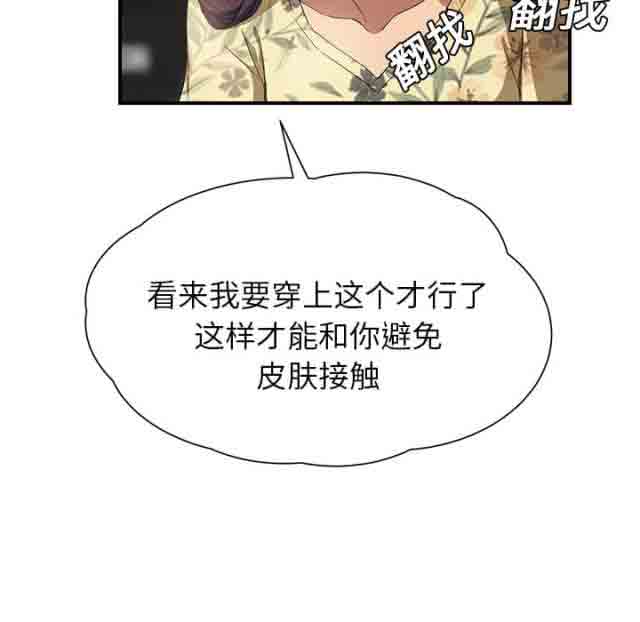 翻找
翻找
看来我要穿上这个才行了
这样才能和你避免
皮肤接触